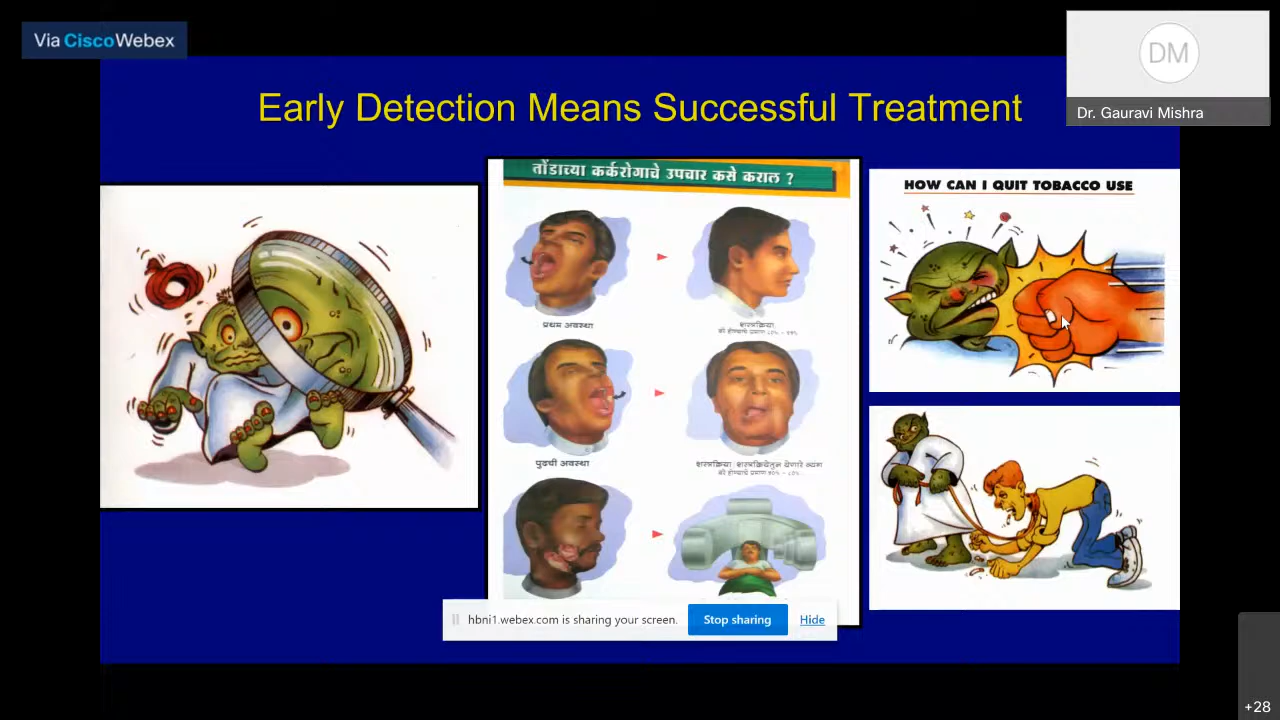 Via CiscoWebex
DM
Dr. Gauravi Mishra
Early Detection Means Successful Treatment
तोंडाच्या कर्करोगाचे उपचार कसे कराल ?
प्रथम अवस्था
शस्त्रक्रिया
पुढची अवस्था
शस्त्रक्रिया
HOW CAN I QUIT TOBACCO USE
hbni1.webex.com is sharing your screen.
Stop sharing
Hide
+28